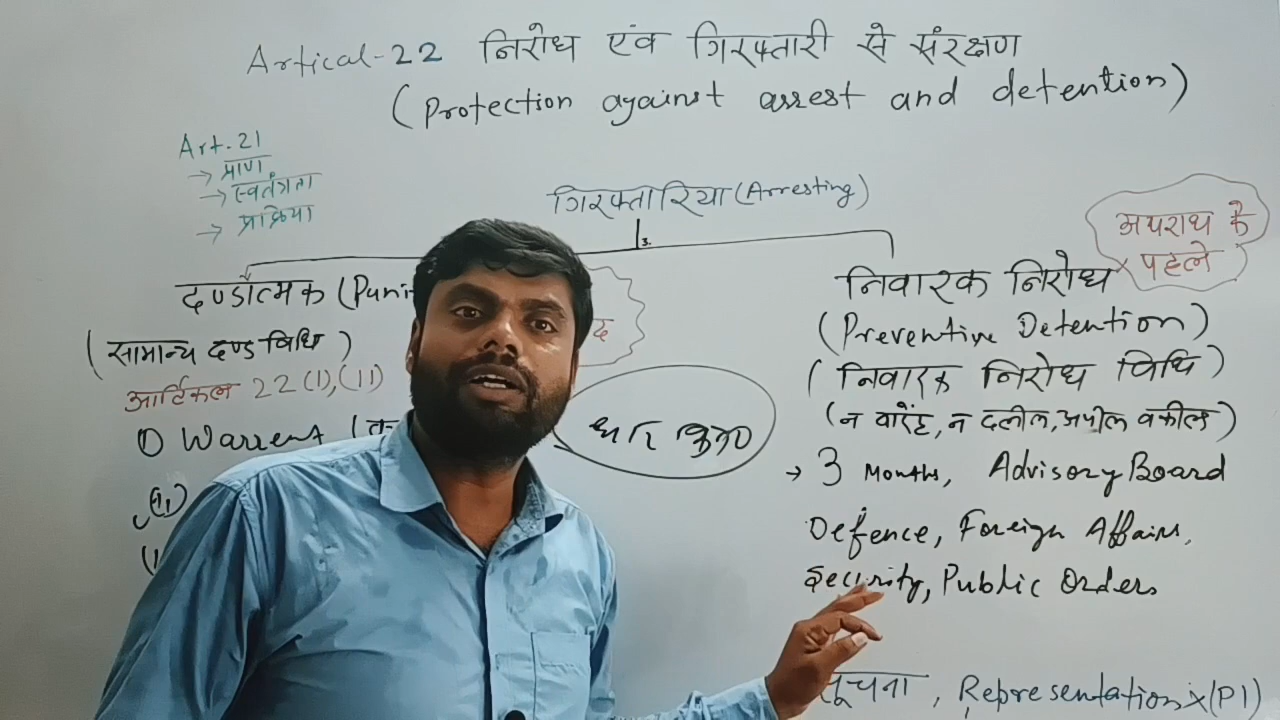 Artical-22 निरोध एंव गिरफ्तारी से संरक्षण
(Protection against arrest and detention)
Art.21
→ प्राण
→ स्वतंत्रता
→ प्रक्रिया
गिरफ्तारिया (Arresting)
3.
अपराध के
पहले
दण्डात्मक (Puni
(सामान्य दण्ड विधि)
आर्टिकल 22(1),(11)
① Warrent
निवारक निरोध
(Preventive Detention)
(निवारक निरोध विधि)
(न वारंट, न दलील, अपील वकील)
→ 3 Months, Advisory Board
Defence, Foreign Affairs,
Security, Public Orders
सूचना, Representation x (PI)